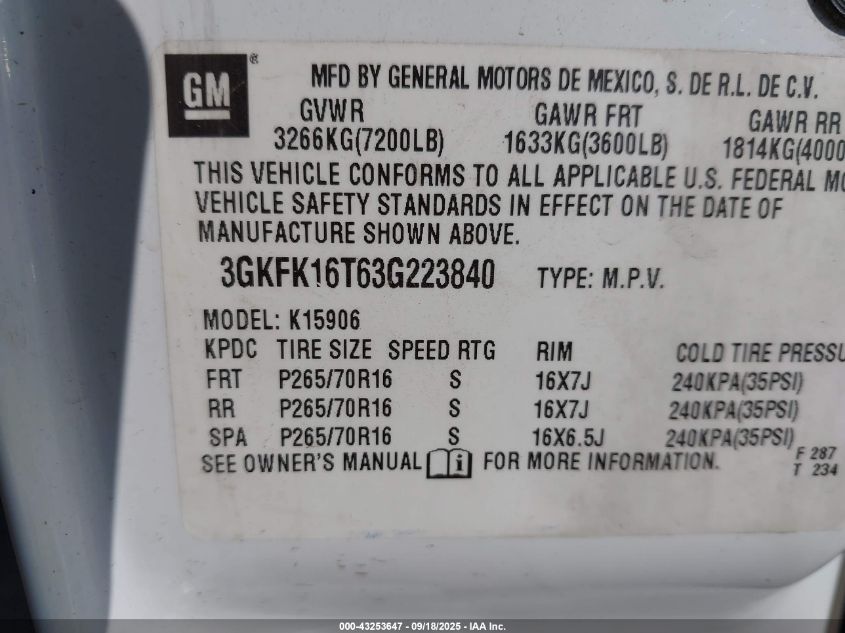 GM ®
MFD BY GENERAL MOTORS DE MEXICO, S. DE R.L. DE C.V.
GVWR GAWR FRT GAWR RR
3266KG(7200LB) 1633KG(3600LB) 1814KG(4000
THIS VEHICLE CONFORMS TO ALL APPLICABLE U.S. FEDERAL MO
VEHICLE SAFETY STANDARDS IN EFFECT ON THE DATE OF
MANUFACTURE SHOWN ABOVE.
3GKFK16T63G223840 TYPE: M.P.V.
MODEL: K15906
KPDC TIRE SIZE SPEED RTG RIM COLD TIRE PRESSU
FRT P265/70R16 S 16X7J 240KPA(35PSI)
RR P265/70R16 S 16X7J 240KPA(35PSI)
SPA P265/70R16 S 16X6.5J 240KPA(35PSI)
SEE OWNER'S MANUAL i FOR MORE INFORMATION.
F 287
T 234
000-43253647 - 09/18/2025 - IAA Inc.